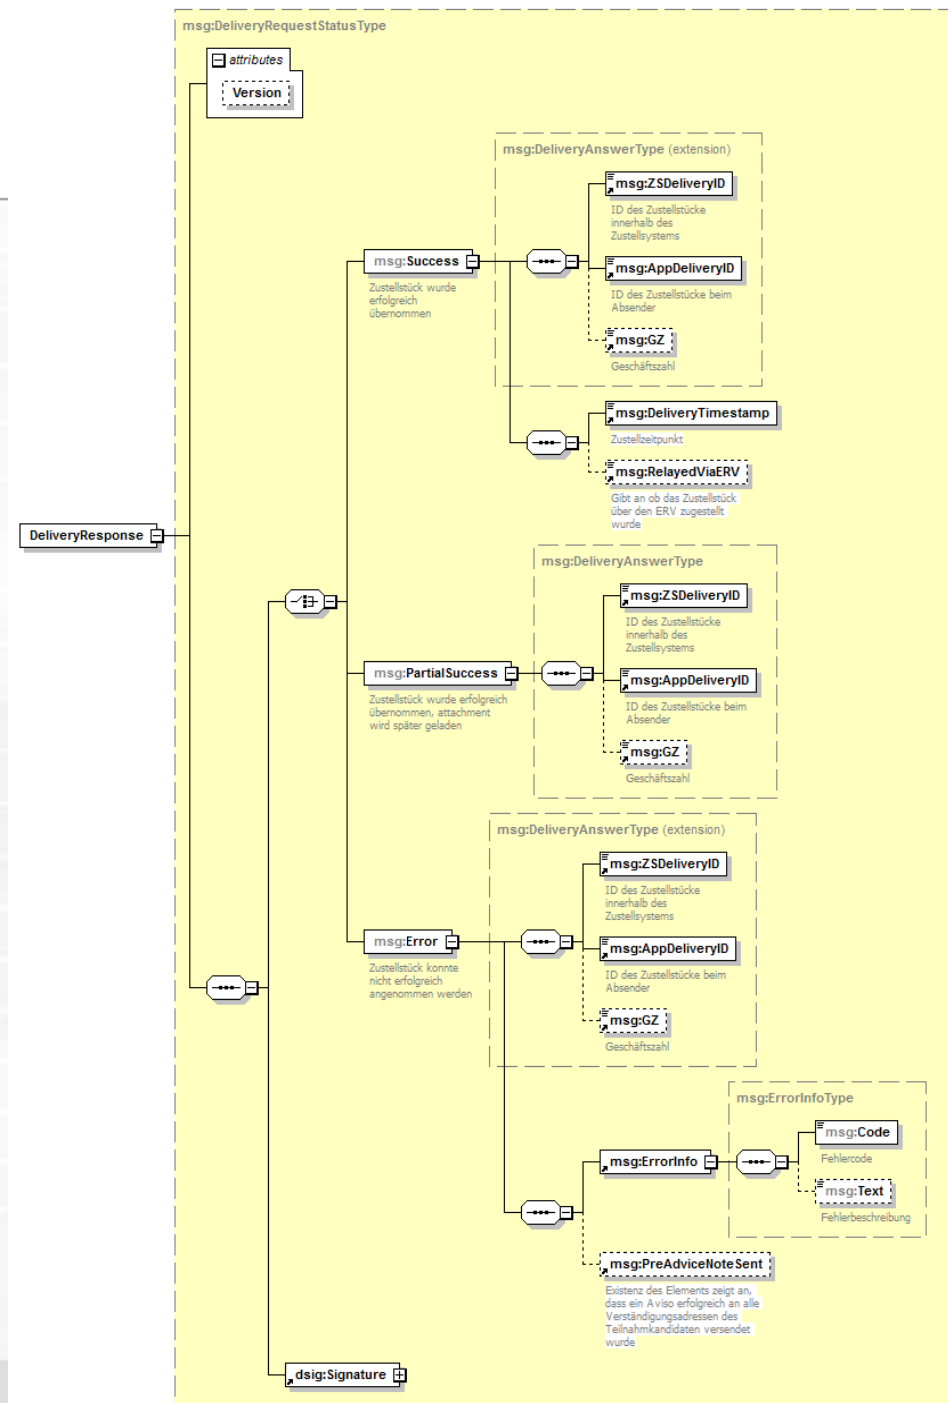 msg:DeliveryRequestStatusType
attributes
Version
msg:DeliveryAnswerType (extension)
msg:ZSDeliveryID
ID des Zustellstücke
innerhalb des
Zustellsystems
msg:Success
Zustellstück wurde
erfolgreich
übernommen
msg:AppDeliveryID
ID des Zustellstücke beim
Absender
msg:GZ
Geschäftszahl
msg:DeliveryTimestamp
Zustellzeitpunkt
msg:RelayedViaERV
Gibt an ob das Zustellstück
über den ERV zugestellt
wurde
DeliveryResponse
msg:DeliveryAnswerType
msg:ZSDeliveryID
ID des Zustellstücke
innerhalb des
Zustellsystems
msg:PartialSuccess
Zustellstück wurde erfolgreich
übernommen, attachment
wird später geladen
msg:AppDeliveryID
ID des Zustellstücke beim
Absender
msg:GZ
Geschäftszahl
msg:DeliveryAnswerType (extension)
msg:ZSDeliveryID
ID des Zustellstücke
innerhalb des
Zustellsystems
msg:Error
Zustellstück konnte
nicht erfolgreich
angenommen werden
msg:AppDeliveryID
ID des Zustellstücke beim
Absender
msg:GZ
Geschäftszahl
msg:ErrorInfoType
msg:Code
Fehlercode
msg:ErrorInfo
msg:Text
Fehlerbeschreibung
msg:PreAdviceNoteSent
Existenz des Elements zeigt an,
dass ein Aviso erfolgreich an alle
Verständigungsadressen des
Teilnahmkandidaten versendet
wurde
dsig:Signature